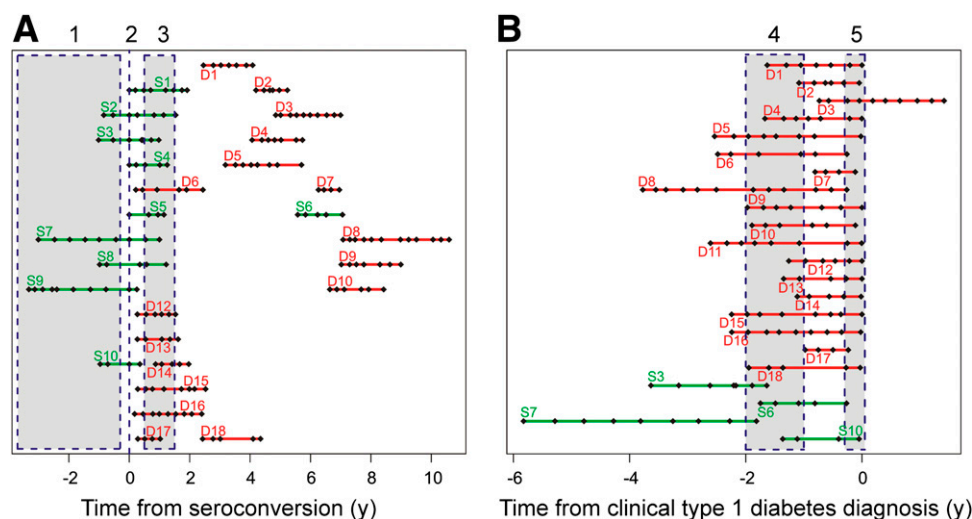 A 1 2 3
D1
S1 D2
S2 D3
S3 D4
S4 D5
D6 D7
S5 S6
S7 D8
S8 D9
S9 D10
D12
D13
S10 D14
D15
D16
D17 D18
-2 0 2 4 6 8 10
Time from seroconversion (y)
B 4 5
D1
D2
D3
D4
D5
D6
D7
D8
D9
D10
D11
D12
D13
D14
D15
D16
D17
D18
S3
S6
S7
S10
-6 -4 -2 0
Time from clinical type 1 diabetes diagnosis (y)